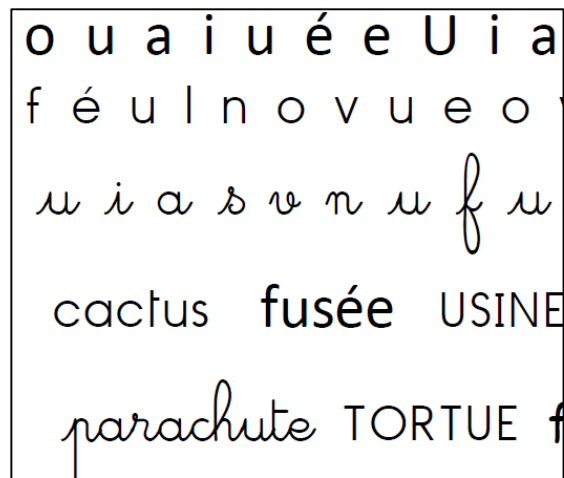 o u a i u é e U i a
f é u l n o v u e o
u i a s v n u f u
cactus fusée USINE
parachute TORTUE f